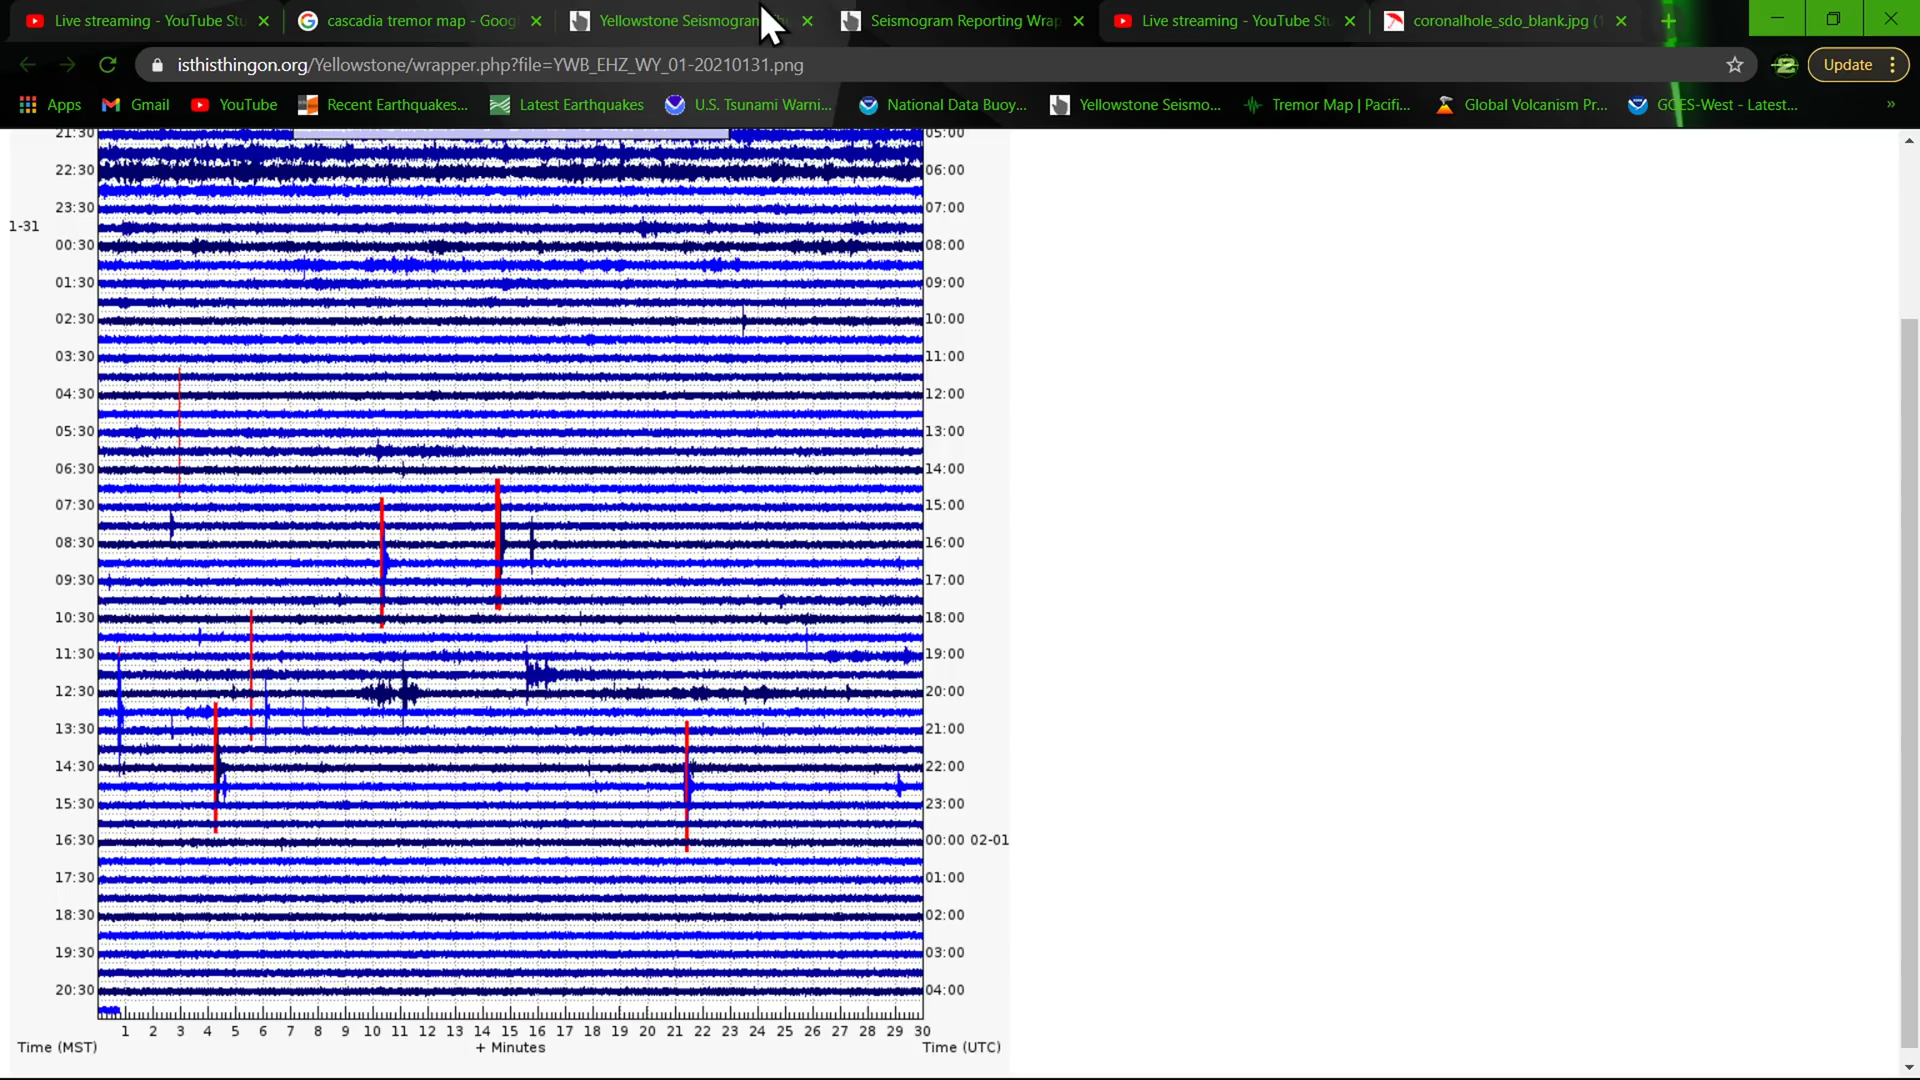 Live streaming - YouTube Stu
cascadia tremor map - Goog
Yellowstone Seismogram
Seismogram Reporting Wrap
Live streaming - YouTube Stu
coronalhole_sdo_blank.jpg (1
isthisthingon.org/Yellowstone/wrapper.php?file=YWB_EHZ_WY_01-20210131.png
Update
Apps
Gmail
YouTube
Recent Earthquakes...
Latest Earthquakes
U.S. Tsunami Warni...
National Data Buoy...
Yellowstone Seismo...
Tremor Map | Pacifi...
Global Volcanism Pr...
GOES-West - Latest...
»
21:30 05:00
22:30 06:00
23:30 07:00
1-31
00:30 08:00
01:30 09:00
02:30 10:00
03:30 11:00
04:30 12:00
05:30 13:00
06:30 14:00
07:30 15:00
08:30 16:00
09:30 17:00
10:30 18:00
11:30 19:00
12:30 20:00
13:30 21:00
14:30 22:00
15:30 23:00
16:30 00:00 02-01
17:30 01:00
18:30 02:00
19:30 03:00
20:30 04:00
1 2 3 4 5 6 7 8 9 10 11 12 13 14 15 16 17 18 19 20 21 22 23 24 25 26 27 28 29 30
Time (MST) + Minutes Time (UTC)